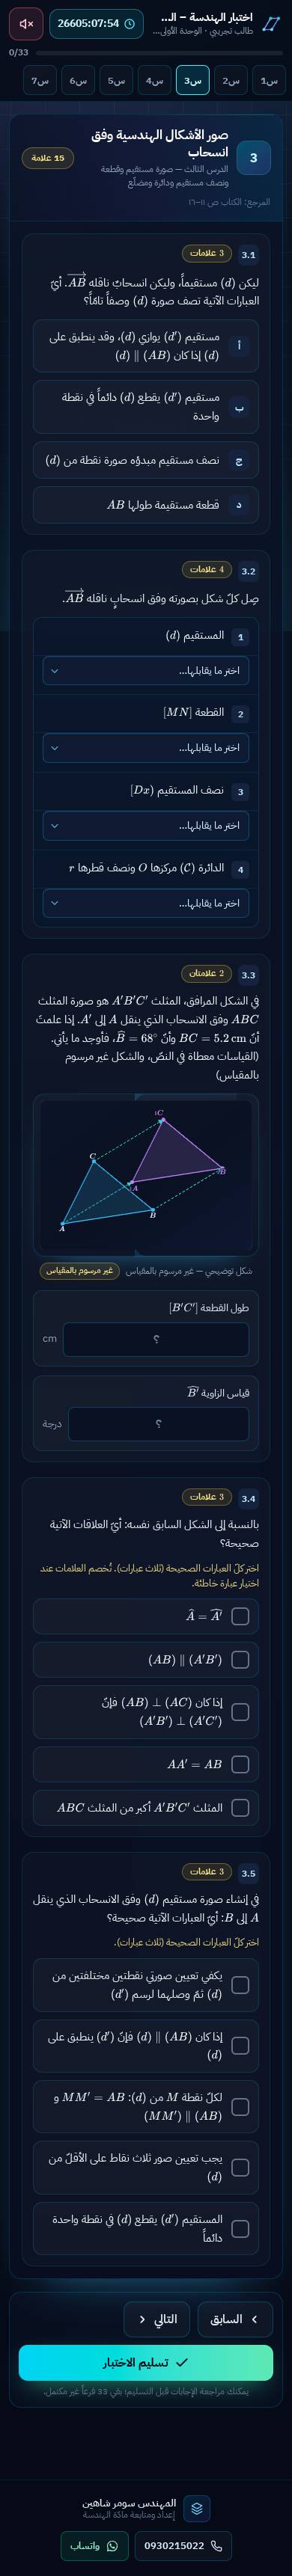 اختبار الهندسة – الـ...
طالب تجريبي · الوحدة الأولى...
26605:07:54
0/33
س١ س٢ س٣ س٤ س٥ س٦ س٧
3
صور الأشكال الهندسية وفق انسحاب
15 علامة
الدرس الثالث — صورة مستقيم وقطعة
ونصف مستقيم ودائرة ومضلّع
المرجع: الكتاب ص ١١–١٦
3.1
3 علامات
ليكن (d) مستقيماً، وليكن انسحابٌ ناقله AB⃗. أيّ
العبارات الآتية تصف صورة (d) وصفاً تامّاً؟
أ
مستقيم (d′) يوازي (d)، وقد ينطبق على
(d) إذا كان (AB) ∥ (d)
ب
مستقيم (d′) يقطع (d) دائماً في نقطة
واحدة
ج
نصف مستقيم مبدؤه صورة نقطة من (d)
د
قطعة مستقيمة طولها AB
3.2
4 علامات
صِل كلّ شكل بصورته وفق انسحابٍ ناقله AB⃗.
1
المستقيم (d)
اختر ما يقابلها...
2
القطعة [MN]
اختر ما يقابلها...
3
نصف المستقيم [Dx)
اختر ما يقابلها...
4
الدائرة (C) مركزها O ونصف قطرها r
اختر ما يقابلها...
3.3
2 علامتان
في الشكل المرافق، المثلث A′B′C′ هو صورة المثلث
ABC وفق الانسحاب الذي ينقل A إلى A′. إذا علمتَ
أنّ BC = 5.2 cm وأنّ B̂ = 68°، فأوجد ما يأتي.
(القياسات معطاة في النصّ، والشكل غير مرسوم
بالمقياس)
C′
C
A′
B′
B
A
شكل توضيحي — غير مرسوم بالمقياس
غير مرسوم بالمقياس
طول القطعة [B′C′]
؟
cm
قياس الزاوية B̂′
؟
درجة
3.4
3 علامات
بالنسبة إلى الشكل السابق نفسه: أيّ العلاقات الآتية
صحيحة؟
اختر كلّ العبارات الصحيحة (ثلاث عبارات). تُخصم العلامات عند
اختيار عبارة خاطئة.
Â = Â′
(AB) ∥ (A′B′)
إذا كان (AB) ⊥ (AC) فإنّ
(A′B′) ⊥ (A′C′)
AA′ = AB
المثلث A′B′C′ أكبر من المثلث ABC
3.5
3 علامات
في إنشاء صورة مستقيم (d) وفق الانسحاب الذي ينقل
A إلى B: أيّ العبارات الآتية صحيحة؟
اختر كلّ العبارات الصحيحة (ثلاث عبارات).
يكفي تعيين صورتي نقطتين مختلفتين من
(d) ثمّ وصلهما لرسم (d′)
إذا كان (AB) ∥ (d) فإنّ (d′) ينطبق على
(d)
لكلّ نقطة M من (d): MM′ = AB و
(MM′) ∥ (AB)
يجب تعيين صور ثلاث نقاط على الأقلّ من
(d)
المستقيم (d′) يقطع (d) في نقطة واحدة
دائماً
السابق
التالي
تسليم الاختبار
يمكنك مراجعة الإجابات قبل التسليم؛ بقي 33 فرعاً غير مكتمل.
المهندس سومر شاهين
إعداد ومتابعة مادّة الهندسة
0930215022
واتساب